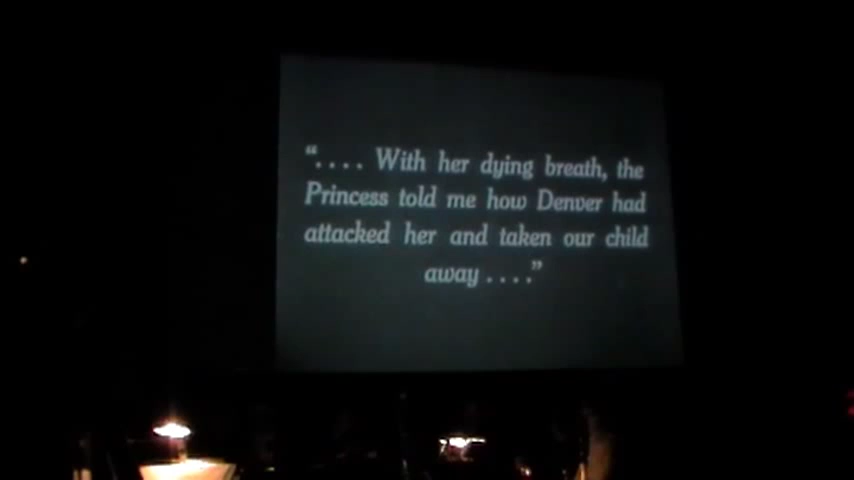 “.... With her dying breath, the
Princess told me how Denver had
attacked her and taken our child
away ....”